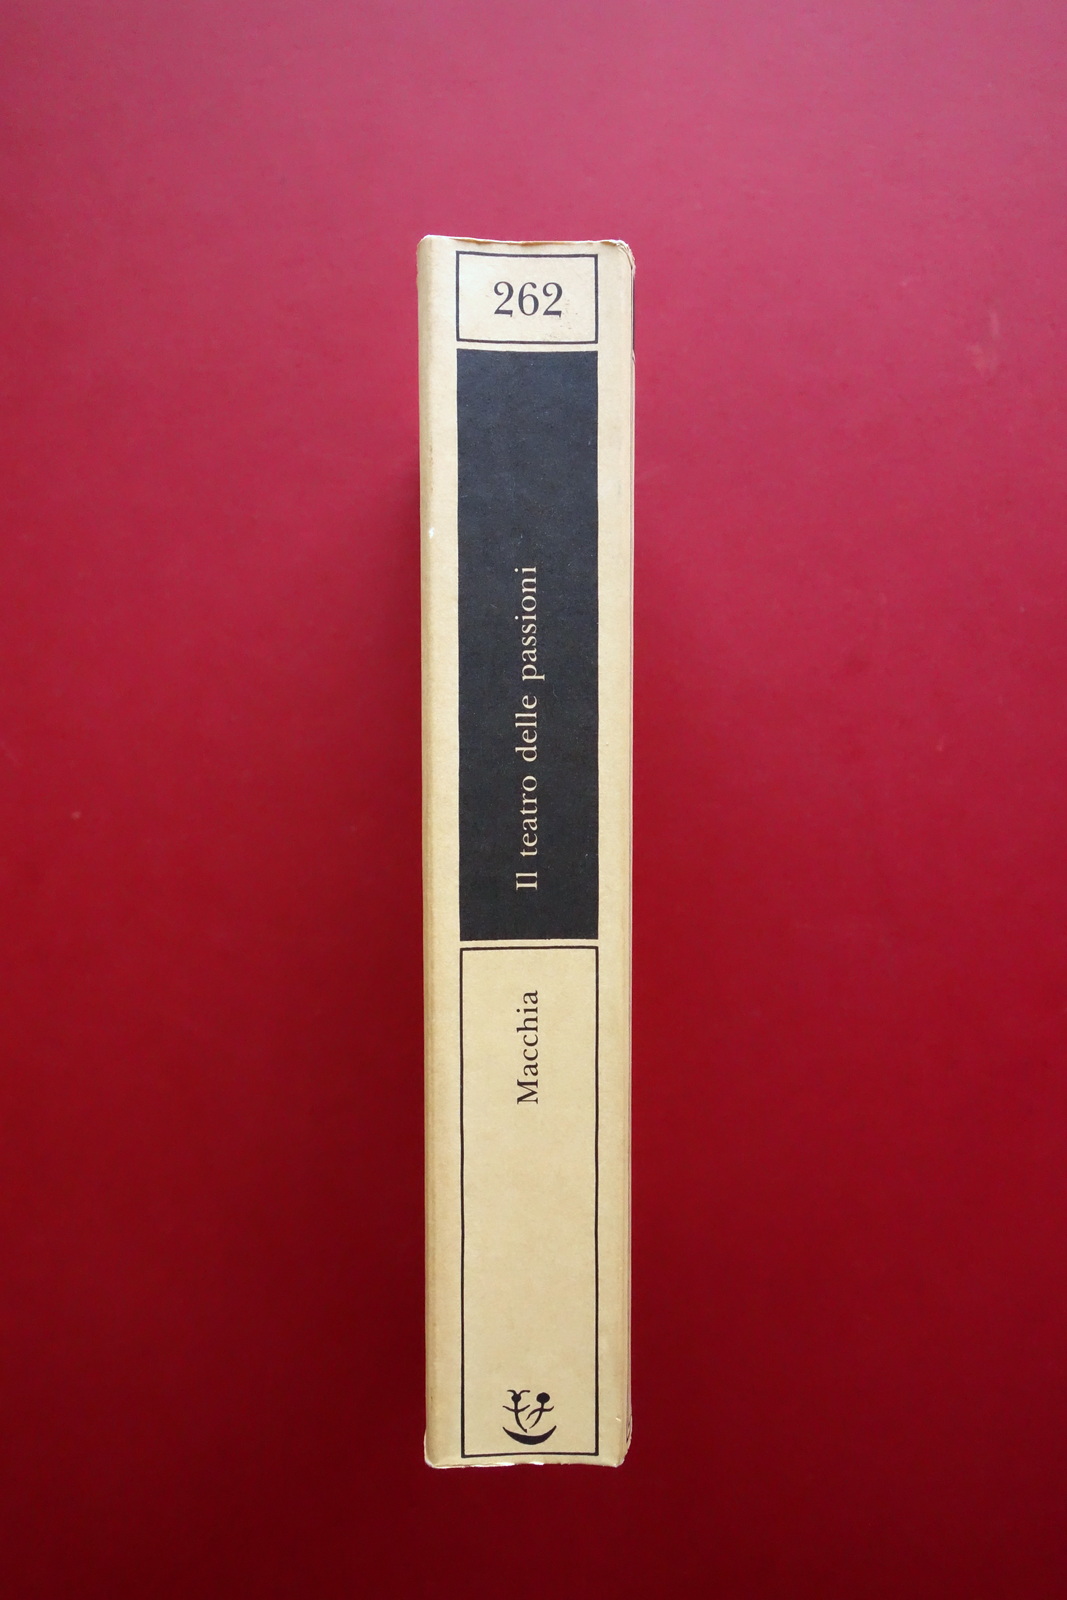 262
Il teatro delle passioni
Macchia